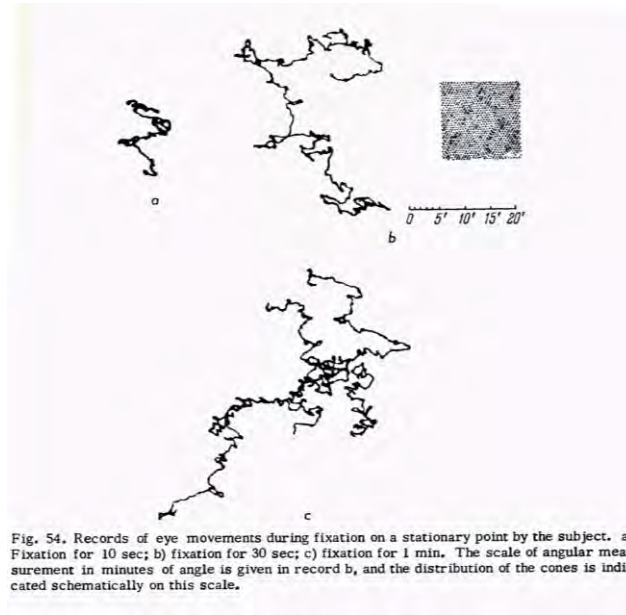 a
b
0 5' 10' 15' 20'
c
Fig. 54. Records of eye movements during fixation on a stationary point by the subject. a
Fixation for 10 sec; b) fixation for 30 sec; c) fixation for 1 min. The scale of angular mea-
surement in minutes of angle is given in record b, and the distribution of the cones is indi-
cated schematically on this scale.